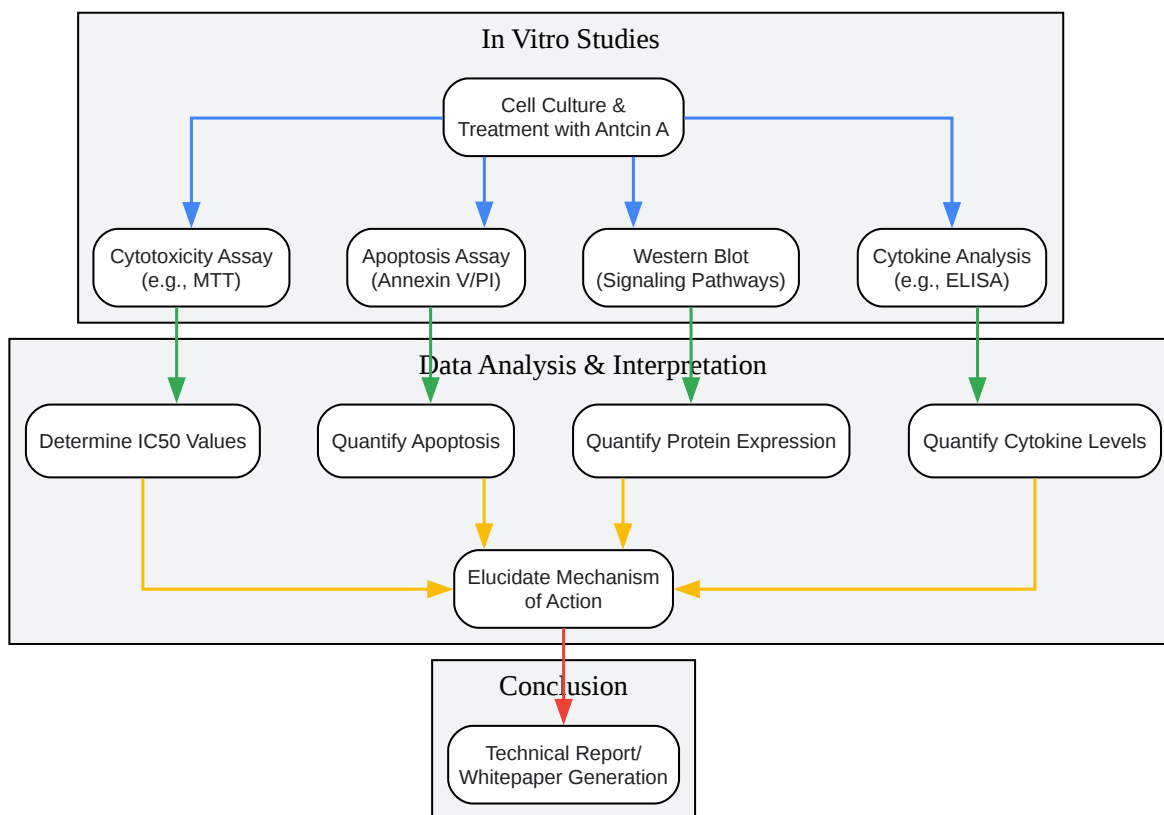 In Vitro Studies
Cell Culture &
Treatment with Antcin A
Cytotoxicity Assay
(e.g., MTT)
Apoptosis Assay
(Annexin V/PI)
Western Blot
(Signaling Pathways)
Cytokine Analysis
(e.g., ELISA)
Data Analysis & Interpretation
Determine IC50 Values
Quantify Apoptosis
Quantify Protein Expression
Quantify Cytokine Levels
Elucidate Mechanism
of Action
Conclusion
Technical Report/
Whitepaper Generation